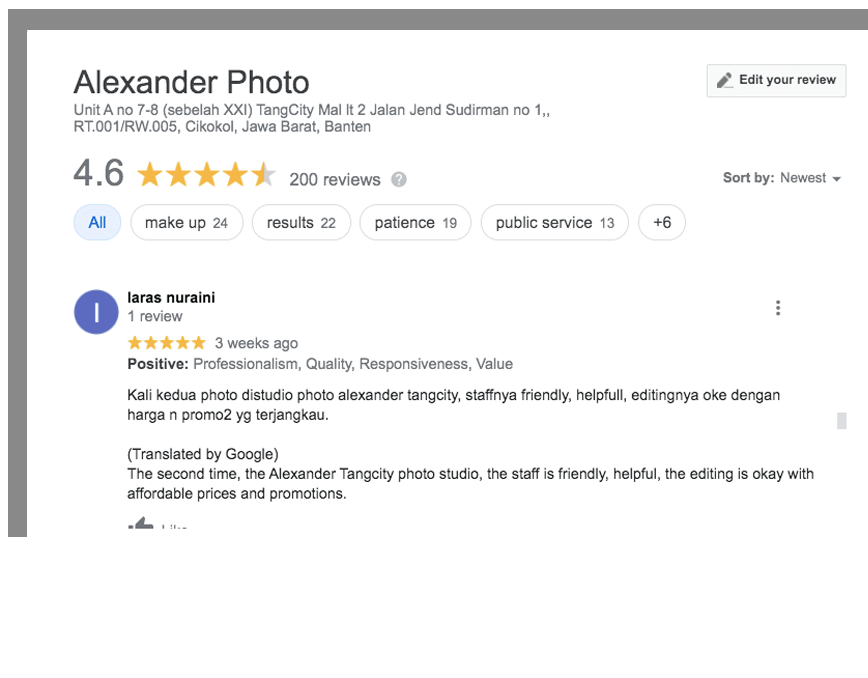 Alexander Photo
Edit your review
Unit A no 7-8 (sebelah XXI) TangCity Mal lt 2 Jalan Jend Sudirman no 1,,
RT.001/RW.005, Cikokol, Jawa Barat, Banten
4.6 200 reviews ?
Sort by: Newest
All
make up 24
results 22
patience 19
public service 13
+6
l
laras nuraini
1 review
3 weeks ago
Positive: Professionalism, Quality, Responsiveness, Value
Kali kedua photo distudio photo alexander tangcity, staffnya friendly, helpfull, editingnya oke dengan
harga n promo2 yg terjangkau.
(Translated by Google)
The second time, the Alexander Tangcity photo studio, the staff is friendly, helpful, the editing is okay with
affordable prices and promotions.
Like